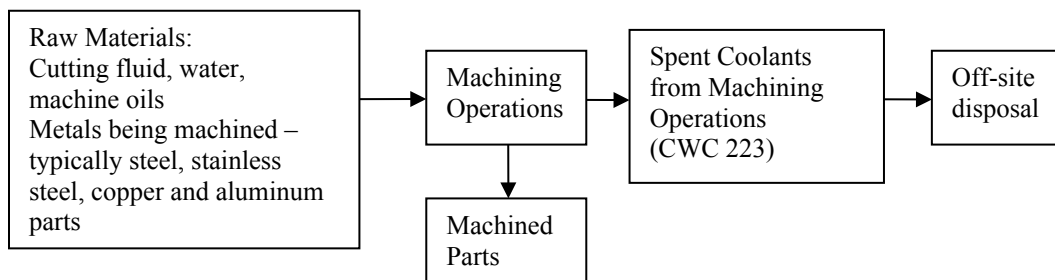 Raw Materials:
Cutting fluid, water,
machine oils
Metals being machined –
typically steel, stainless
steel, copper and aluminum
parts
Machining
Operations
Machined
Parts
Spent Coolants
from Machining
Operations
(CWC 223)
Off-site
disposal